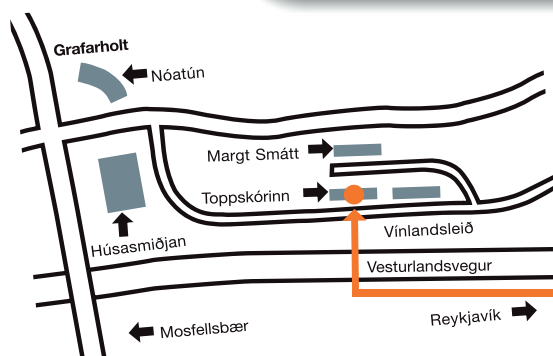 Grafarholt
Nóatún
Margt Smátt
Toppskórinn
Húsasmiðjan
Vínlandsleið
Vesturlandsvegur
Reykjavík
Mosfellsbær